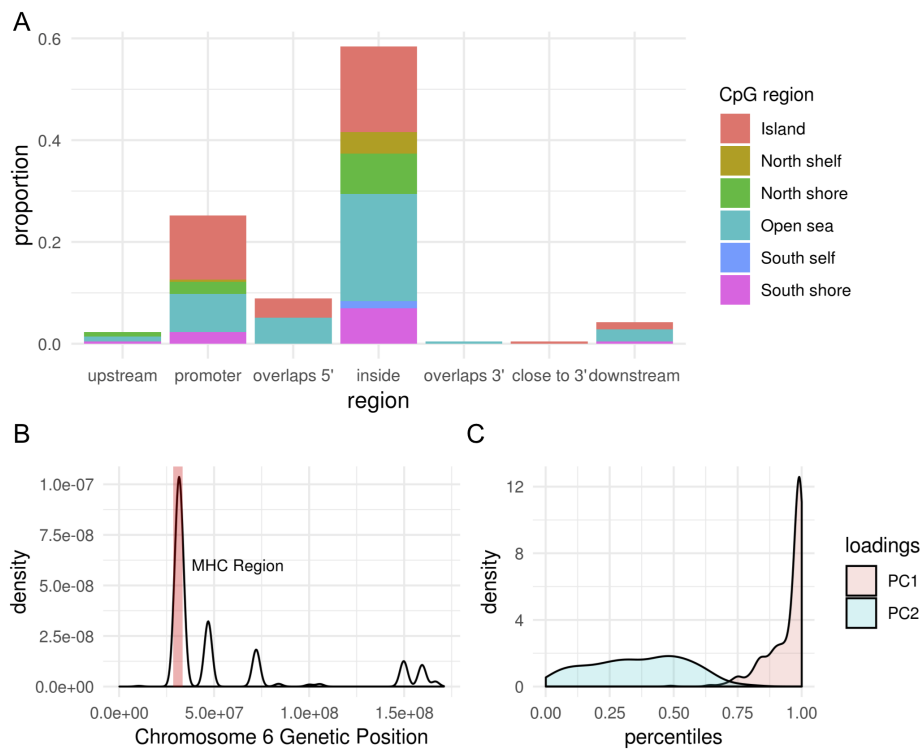 A
0.6
0.4
0.2
0.0
proportion
upstream promoter overlaps 5' inside overlaps 3' close to 3' downstream
region
CpG region
Island
North shelf
North shore
Open sea
South self
South shore
B
1.0e-07
7.5e-08
5.0e-08
2.5e-08
0.0e+00
density
MHC Region
0.0e+00 5.0e+07 1.0e+08 1.5e+08
Chromosome 6 Genetic Position
C
12
8
4
0
density
0.00 0.25 0.50 0.75 1.00
percentiles
loadings
PC1
PC2